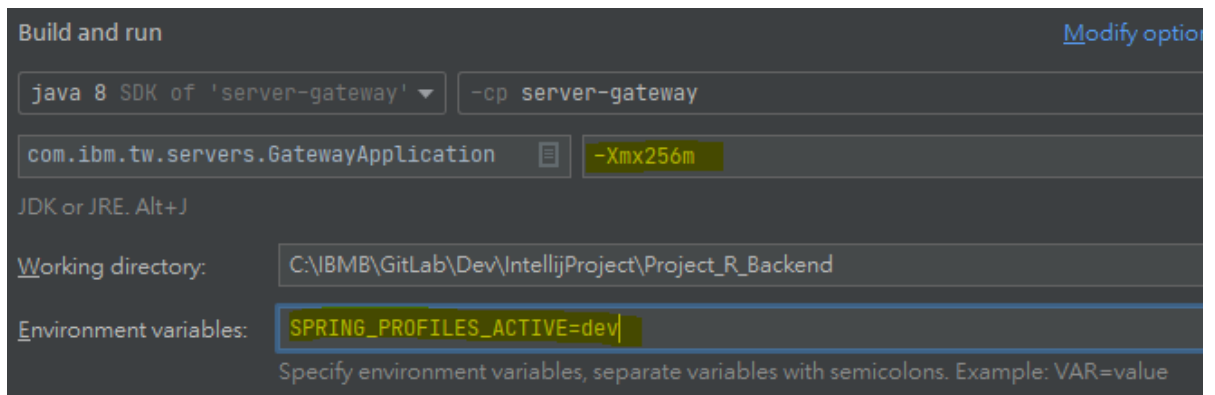 Build and run
Modify option
java 8 SDK of 'server-gateway' -cp server-gateway
com.ibm.tw.servers.GatewayApplication -Xmx256m
JDK or JRE. Alt+J
Working directory: C:\IBMB\GitLab\Dev\IntellijProject\Project_R_Backend
Environment variables: SPRING_PROFILES_ACTIVE=dev
Specify environment variables, separate variables with semicolons. Example: VAR=value